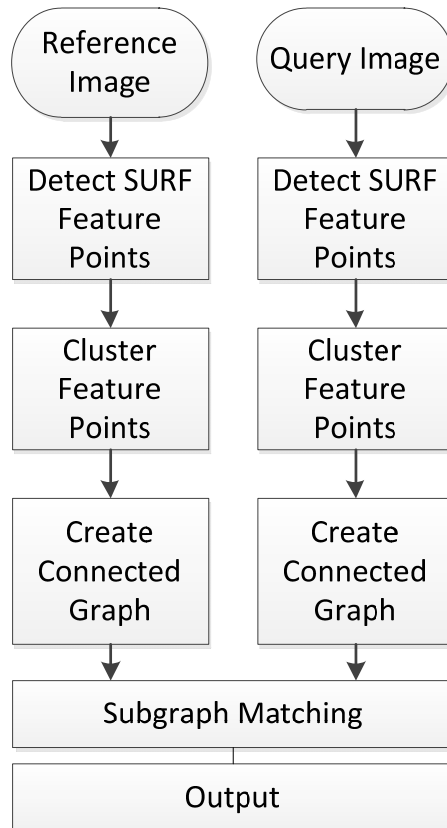 Reference
Image
Query Image
Detect SURF
Feature
Points
Detect SURF
Feature
Points
Cluster
Feature
Points
Cluster
Feature
Points
Create
Connected
Graph
Create
Connected
Graph
Subgraph Matching
Output